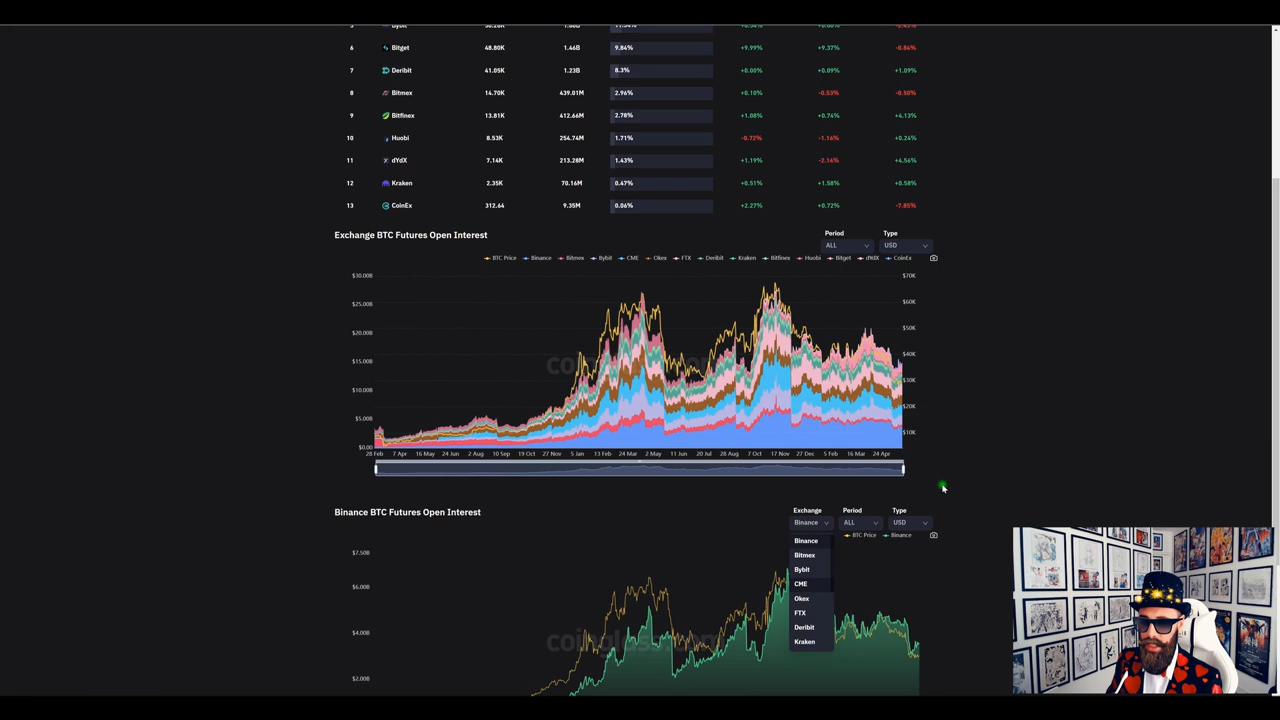 6 Bitget 48.80K 1.46B 9.84% +9.99% +9.37% -0.84%
7 Deribit 41.05K 1.23B 8.3% +0.00% +0.09% +1.09%
8 Bitmex 14.70K 439.01M 2.96% +0.10% -0.53% -0.50%
9 Bitfinex 13.81K 412.66M 2.78% +1.08% +0.74% +4.13%
10 Huobi 8.53K 254.74M 1.71% -0.72% -1.16% +0.24%
11 dYdX 7.14K 213.28M 1.43% +1.19% -2.16% +4.56%
12 Kraken 2.35K 70.16M 0.47% +0.51% +1.58% +0.58%
13 CoinEx 312.64 9.35M 0.06% +2.27% +0.72% -7.85%
Exchange BTC Futures Open Interest
Period Type
ALL USD
BTC Price Binance Bitmex Bybit CME Okex FTX Deribit Kraken Bitfinex Huobi Bitget dYdX CoinEx
$30.00B $70K
$25.00B $60K
$20.00B $50K
$15.00B $40K
$10.00B $30K
$5.00B $20K
$0.00 $10K
28 Feb 7 Apr 16 May 24 Jun 2 Aug 10 Sep 19 Oct 27 Nov 5 Jan 13 Feb 24 Mar 2 May 11 Jun 20 Jul 28 Aug 7 Oct 17 Nov 27 Dec 5 Feb 16 Mar 24 Apr
Binance BTC Futures Open Interest
Exchange Period Type
Binance ALL USD
BTC Price Binance
Binance
Bitmex
Bybit
CME
Okex
FTX
Deribit
Kraken
$7.50B
$6.00B
$4.00B
$2.00B